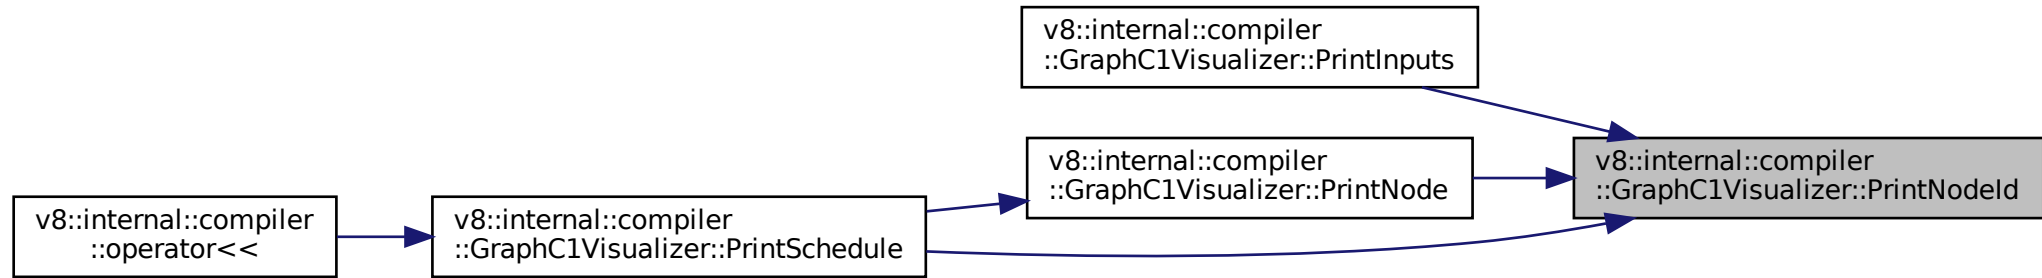 v8::internal::compiler
::GraphC1Visualizer::PrintInputs
v8::internal::compiler
::GraphC1Visualizer::PrintNode
v8::internal::compiler
::GraphC1Visualizer::PrintNodeId
v8::internal::compiler
::operator<<
v8::internal::compiler
::GraphC1Visualizer::PrintSchedule